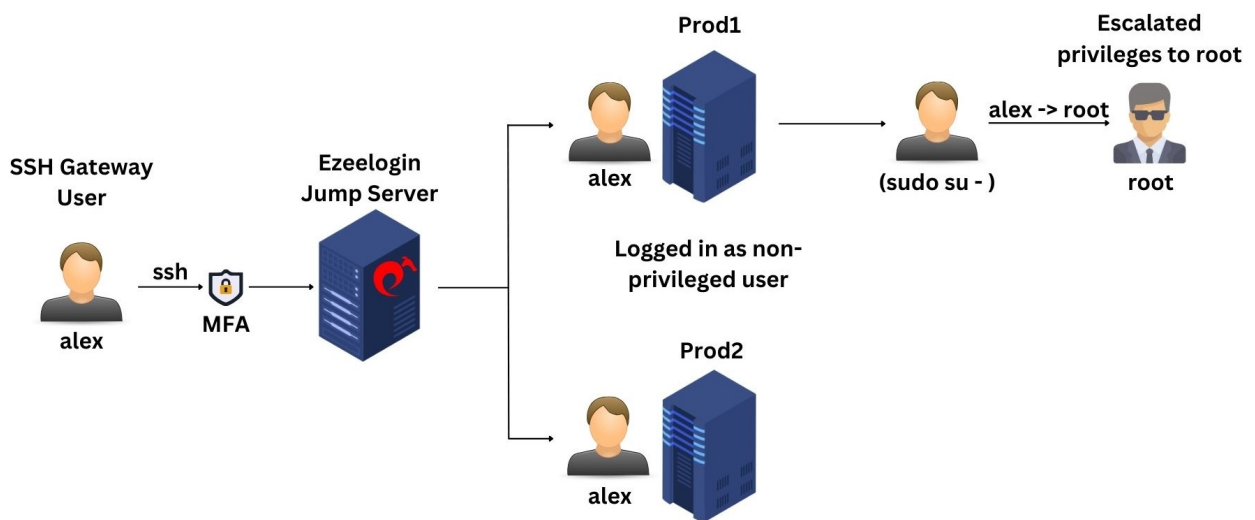 SSH Gateway
User
alex
ssh
MFA
Ezeelogin
Jump Server
Prod1
alex
Logged in as non-
privileged user
Prod2
alex
(sudo su - )
alex -> root
Escalated
privileges to root
root